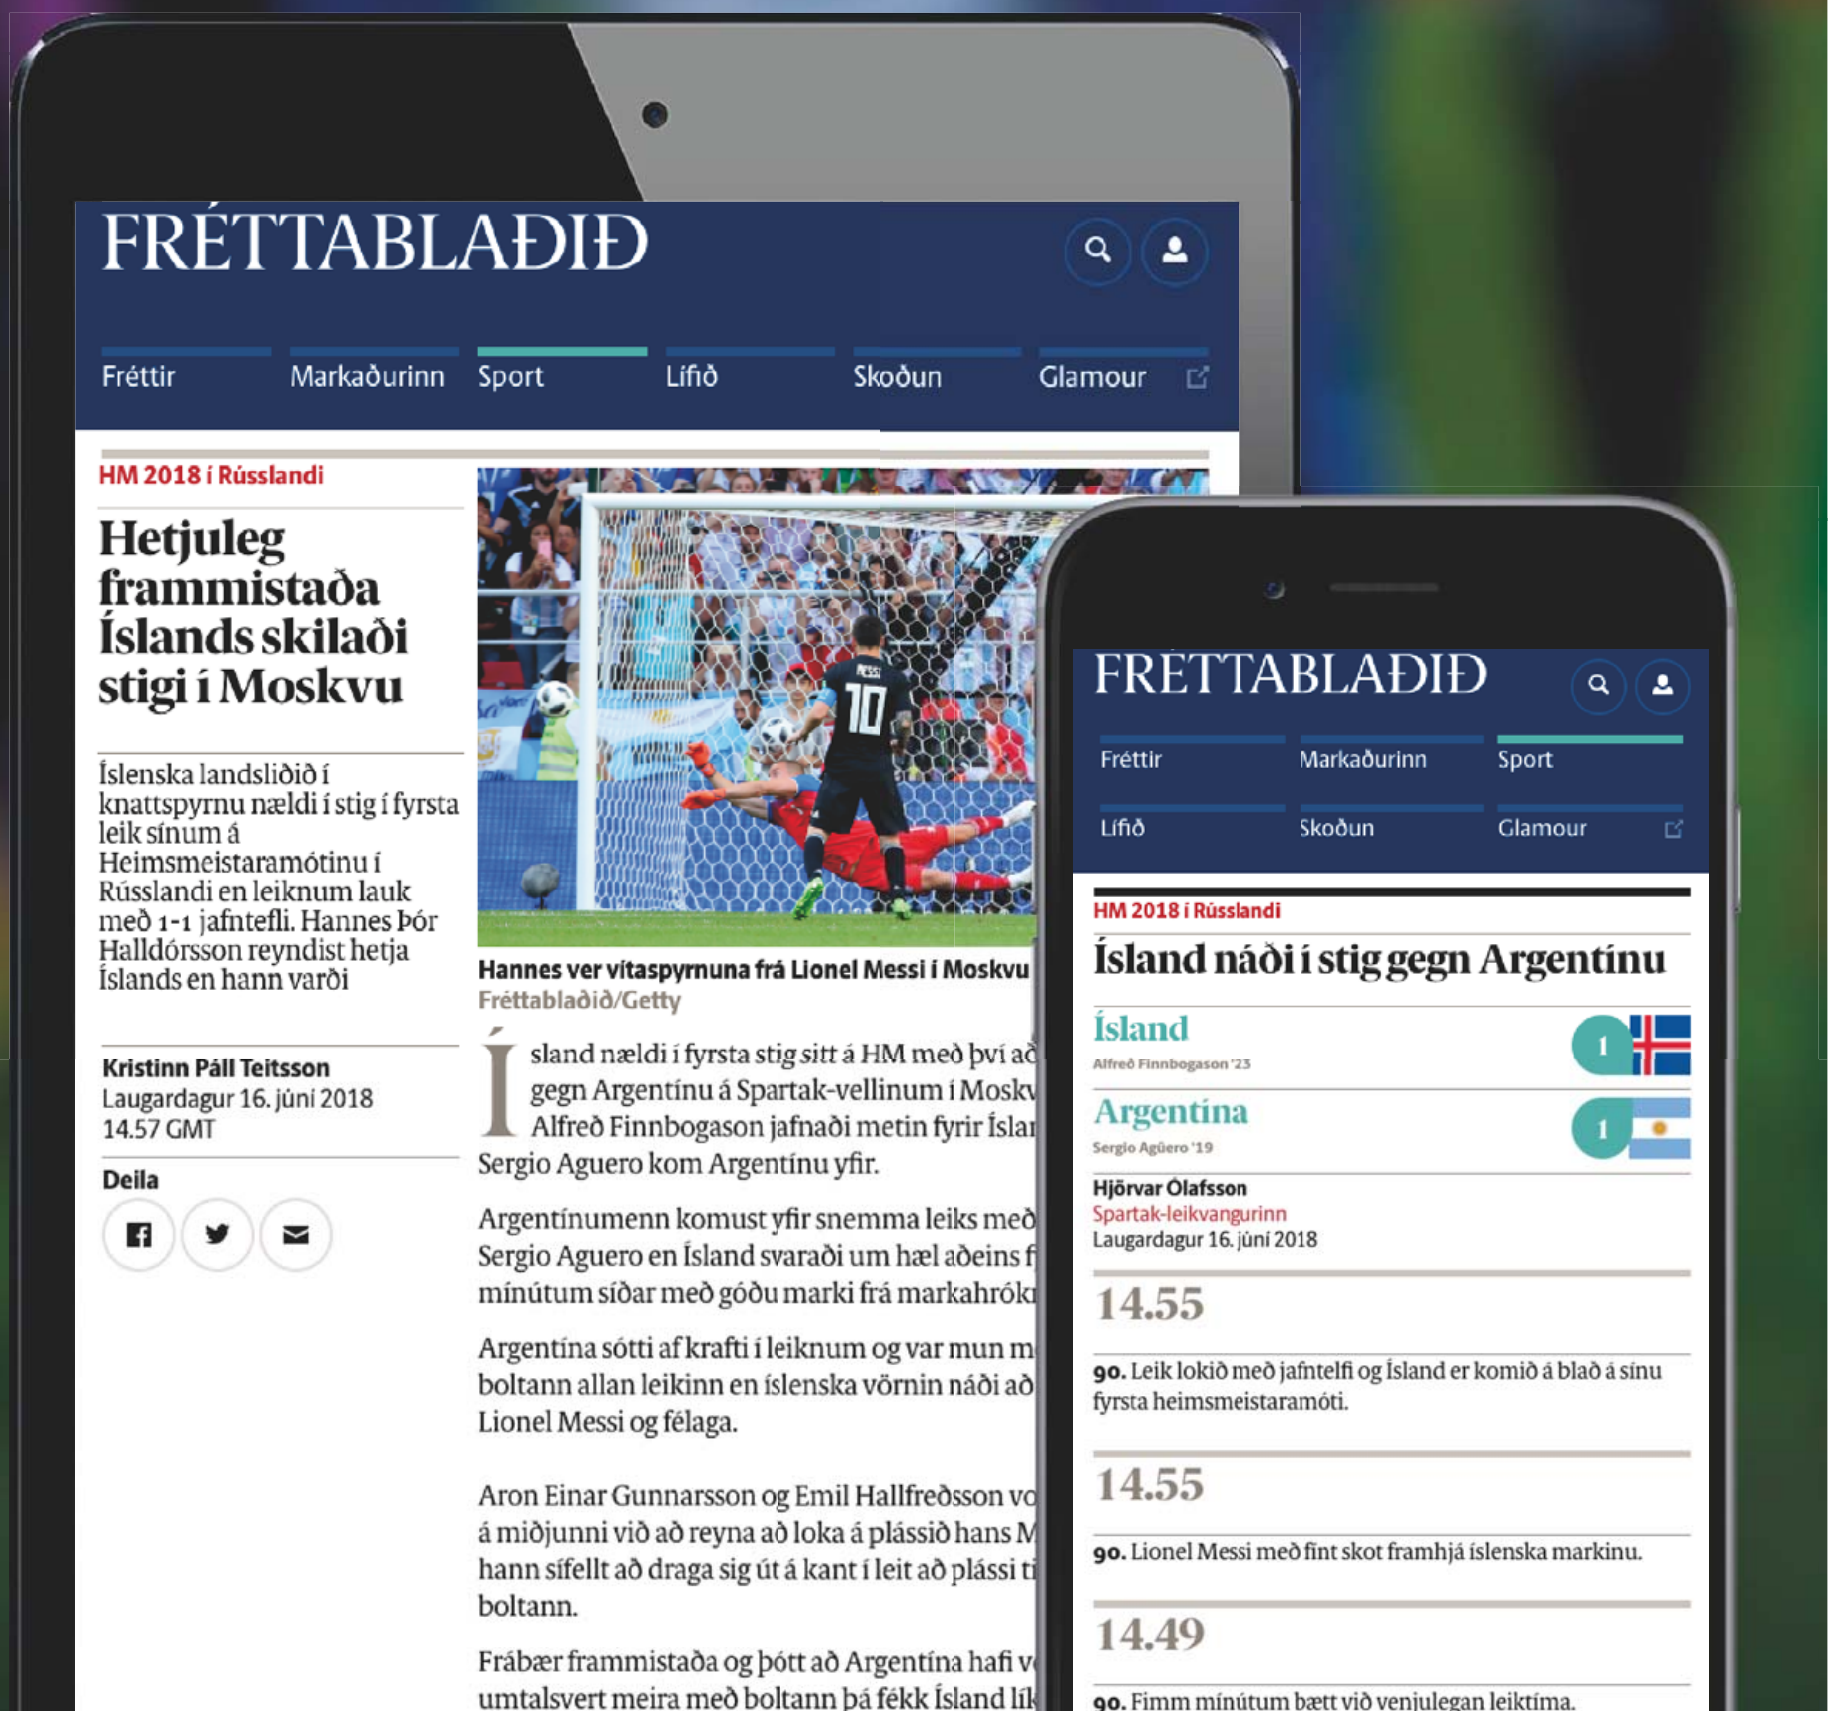 FRÉTTABLAÐIÐ
Fréttir Markaðurinn Sport Lífið Skoðun Glamour
HM 2018 í Rússlandi
Hetjuleg
frammistaða
Íslands skilaði
stigi í Moskvu
Íslenska landsliðið í
knattspyrnu nældi í stig í fyrsta
leik sínum á
Heimsmeistaramótinu í
Rússlandi en leiknum lauk
með 1-1 jafntefli. Hannes Þór
Halldórsson reyndist hetja
Íslands en hann varði
Kristinn Páll Teitsson
Laugardagur 16. júní 2018
14.57 GMT
Deila
MESSI
10
Hannes ver vítaspyrnuna frá Lionel Messi í Moskvu
Fréttablaðið/Getty
Ísland nældi í fyrsta stig sitt á HM með því að
gegn Argentínu á Spartak-vellinum í Moskv
Alfreð Finnbogason jafnaði metin fyrir Íslan
Sergio Aguero kom Argentínu yfir.
Argentínumenn komust yfir snemma leiks með
Sergio Aguero en Ísland svaraði um hæl aðeins f
mínútum síðar með góðu marki frá markahrók
Argentína sótti af krafti í leiknum og var mun m
boltann allan leikinn en íslenska vörnin náði að
Lionel Messi og félaga.
Aron Einar Gunnarsson og Emil Hallfreðsson vo
á miðjunni við að reyna að loka á plássið hans M
hann sífellt að draga sig út á kant í leit að plássi ti
boltann.
Frábær frammistaða og þótt að Argentína hafi v
umtalsvert meira með boltann þá fékk Ísland lík
FRÉTTABLAÐIÐ
Fréttir Markaðurinn Sport
Lífið Skoðun Glamour
HM 2018 í Rússlandi
Ísland náði í stig gegn Argentínu
Ísland 1
Alfreð Finnbogason '23
Argentína 1
Sergio Agüero '19
Hjörvar Ólafsson
Spartak-leikvangurinn
Laugardagur 16. júní 2018
14.55
90. Leik lokið með jafntelfi og Ísland er komið á blað á sínu
fyrsta heimsmeistaramóti.
14.55
90. Lionel Messi með fínt skot framhjá íslenska markinu.
14.49
90. Fimm mínútum bætt við venjulegan leiktíma.